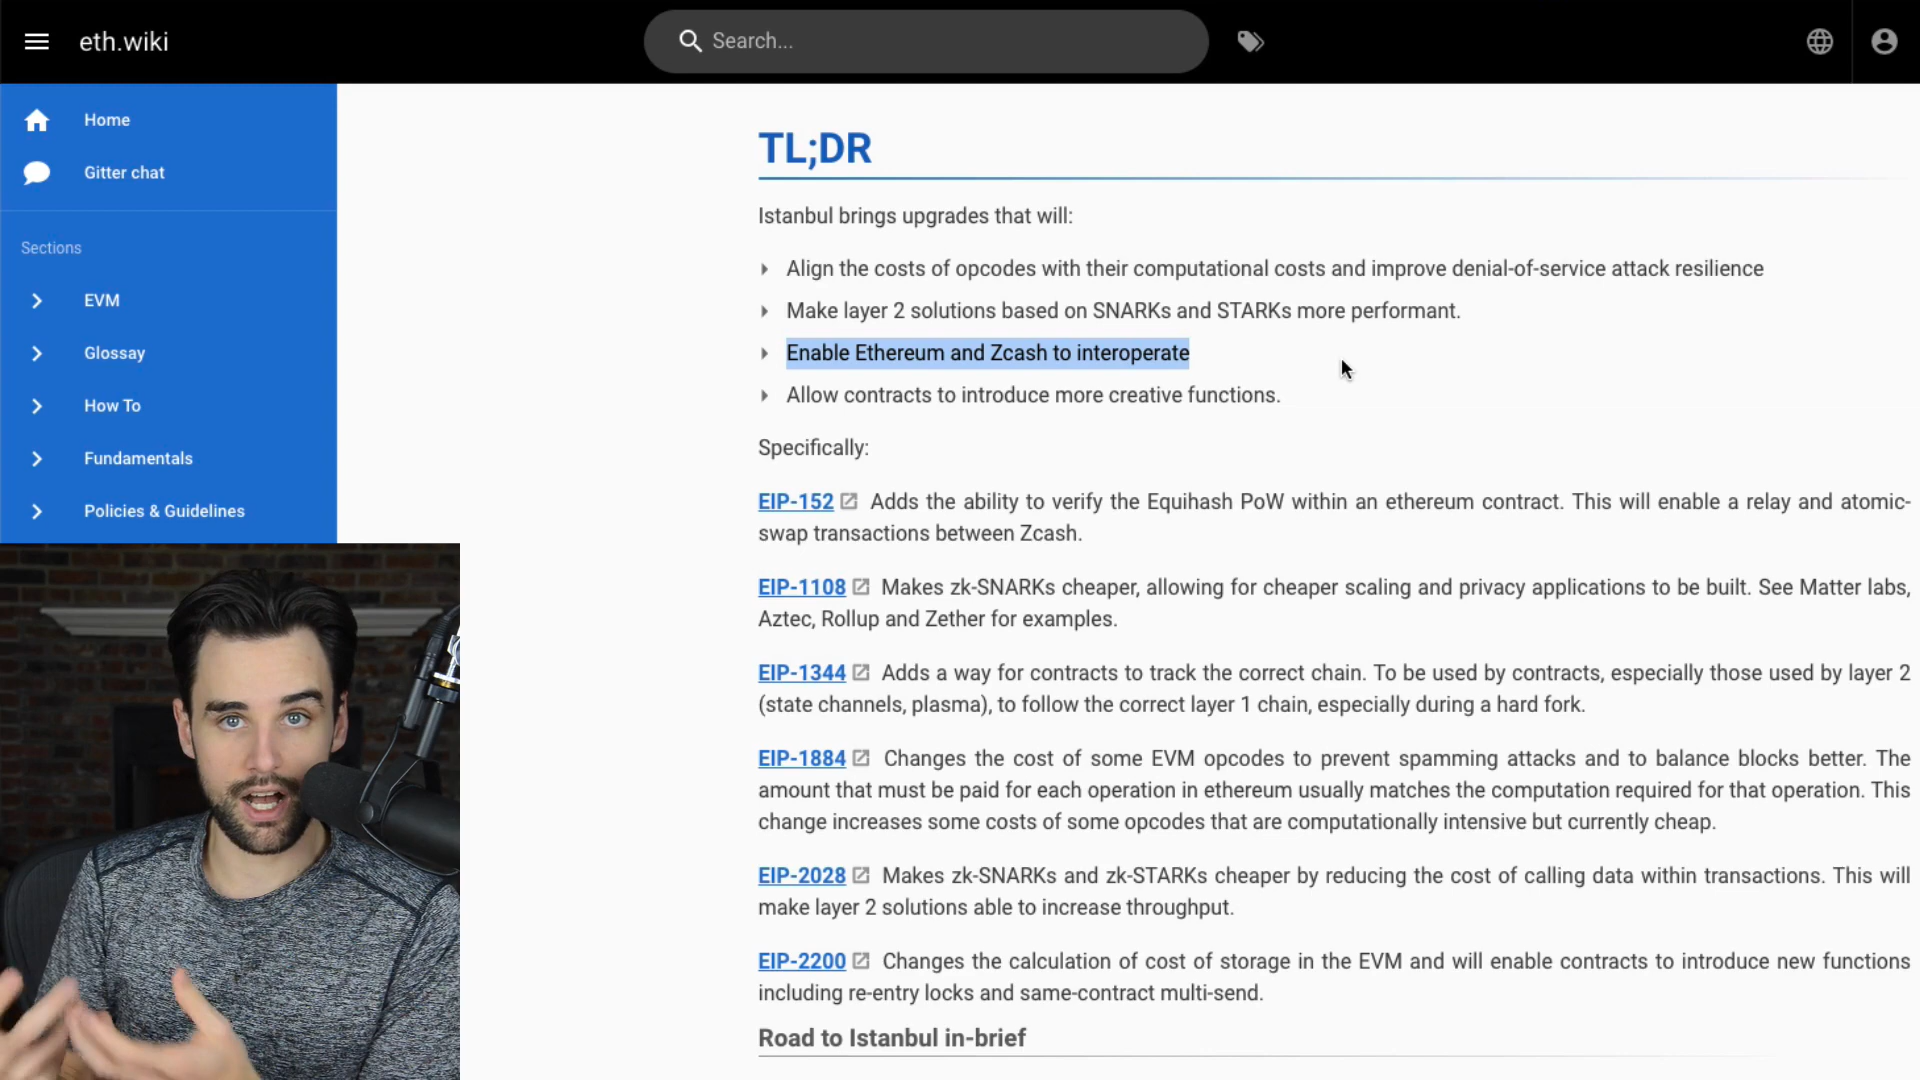 eth.wiki
Search...
Home
Gitter chat
Sections
EVM
Glossay
How To
Fundamentals
Policies & Guidelines
TL;DR
Istanbul brings upgrades that will:
Align the costs of opcodes with their computational costs and improve denial-of-service attack resilience
Make layer 2 solutions based on SNARKs and STARKs more performant.
Enable Ethereum and Zcash to interoperate
Allow contracts to introduce more creative functions.
Specifically:
EIP-152 Adds the ability to verify the Equihash PoW within an ethereum contract. This will enable a relay and atomic-
swap transactions between Zcash.
EIP-1108 Makes zk-SNARKs cheaper, allowing for cheaper scaling and privacy applications to be built. See Matter labs,
Aztec, Rollup and Zether for examples.
EIP-1344 Adds a way for contracts to track the correct chain. To be used by contracts, especially those used by layer 2
(state channels, plasma), to follow the correct layer 1 chain, especially during a hard fork.
EIP-1884 Changes the cost of some EVM opcodes to prevent spamming attacks and to balance blocks better. The
amount that must be paid for each operation in ethereum usually matches the computation required for that operation. This
change increases some costs of some opcodes that are computationally intensive but currently cheap.
EIP-2028 Makes zk-SNARKs and zk-STARKs cheaper by reducing the cost of calling data within transactions. This will
make layer 2 solutions able to increase throughput.
EIP-2200 Changes the calculation of cost of storage in the EVM and will enable contracts to introduce new functions
including re-entry locks and same-contract multi-send.
Road to Istanbul in-brief